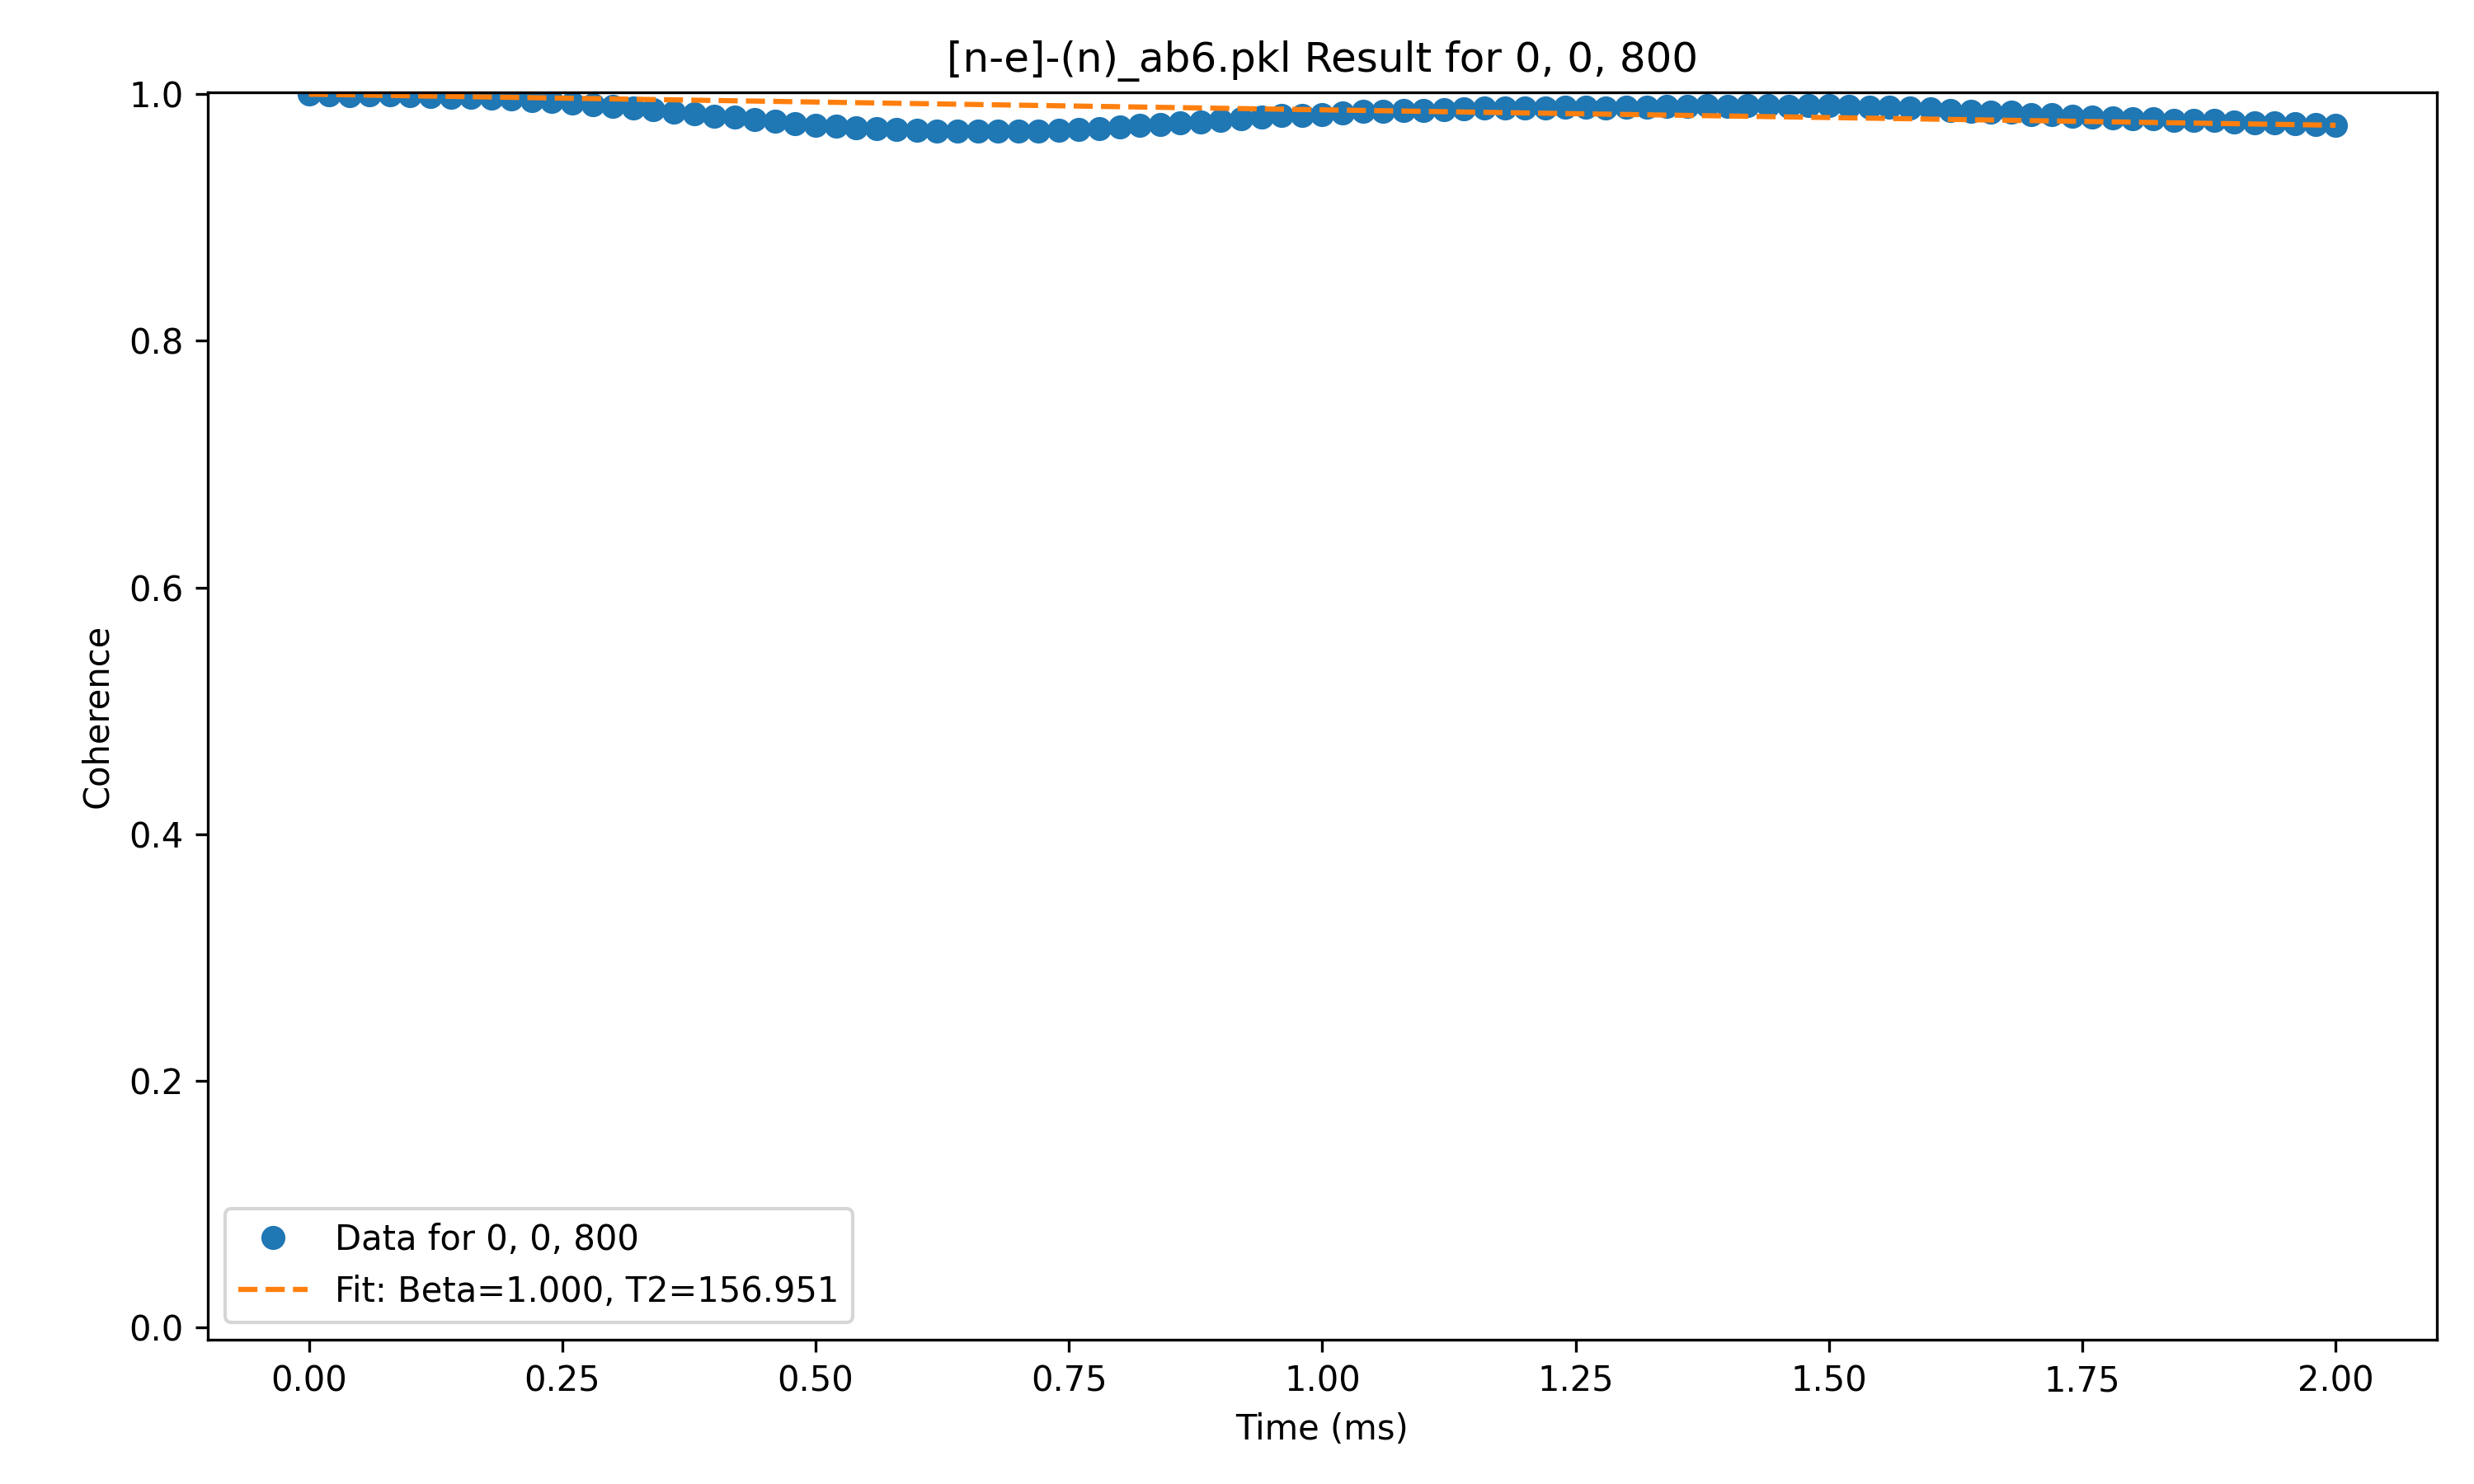 [n-e]-(n)_ab6.pkl Result for 0, 0, 800
1.0
0.8
0.6
0.4
0.2
0.0
Coherence
Data for 0, 0, 800
Fit: Beta=1.000, T2=156.951
0.00 0.25 0.50 0.75 1.00 1.25 1.50 1.75 2.00
Time (ms)